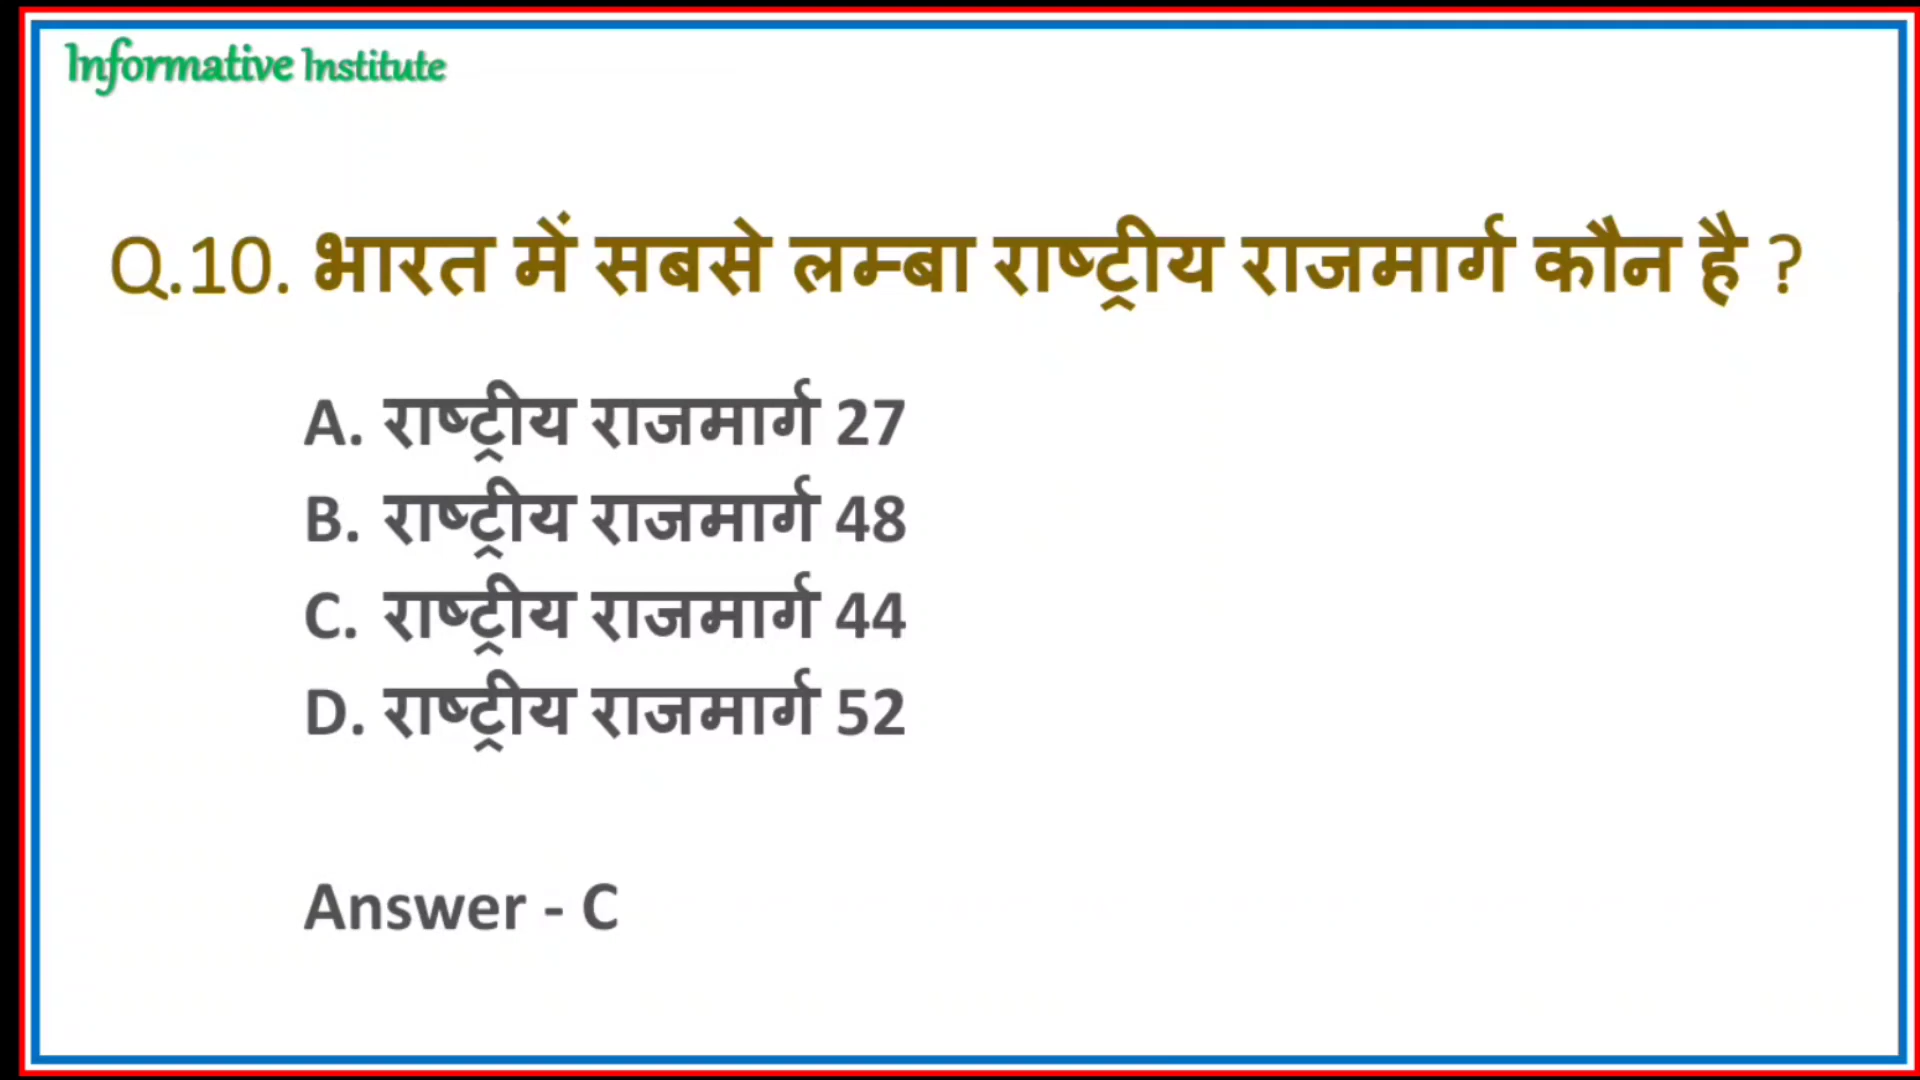 Informative Institute
Q.10. भारत में सबसे लम्बा राष्ट्रीय राजमार्ग कौन है ?
A. राष्ट्रीय राजमार्ग 27
B. राष्ट्रीय राजमार्ग 48
C. राष्ट्रीय राजमार्ग 44
D. राष्ट्रीय राजमार्ग 52
Answer - C